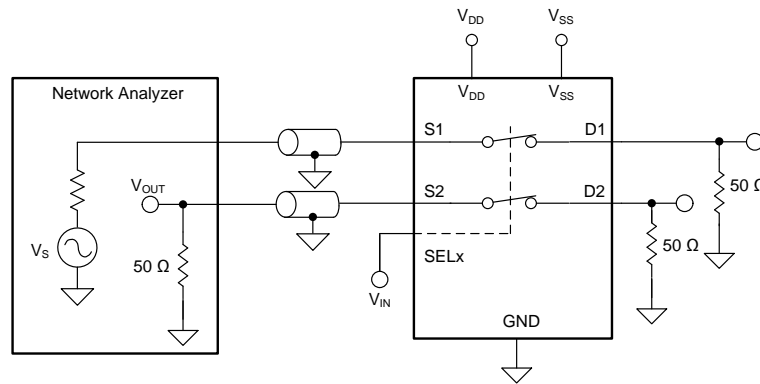 V_DD
V_SS
Network Analyzer
V_DD
V_SS
S1
D1
V_OUT
S2
D2
50 Ω
V_S
50 Ω
50 Ω
SELx
V_IN
GND